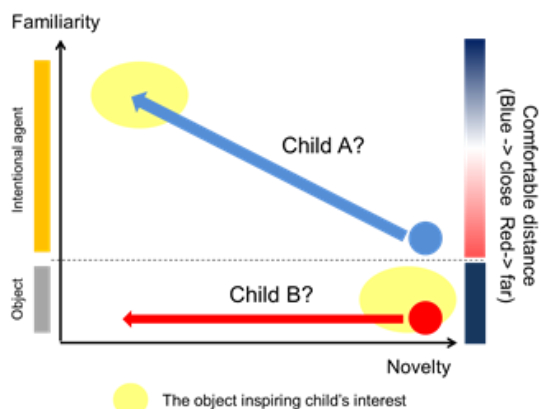 Familiarity
Intentional agent
Object
Child A?
Child B?
Comfortable distance
(Blue -> close Red-> far)
Novelty
The object inspiring child's interest